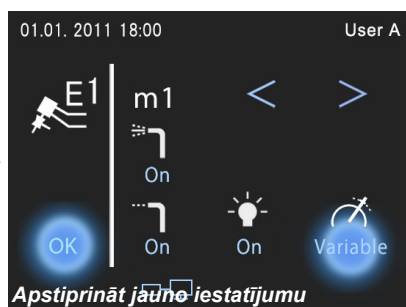 01.01. 2011 18:00 User A
E1
m1 < >
On
OK On On Variable
Apstiprināt jauno iestatījumu